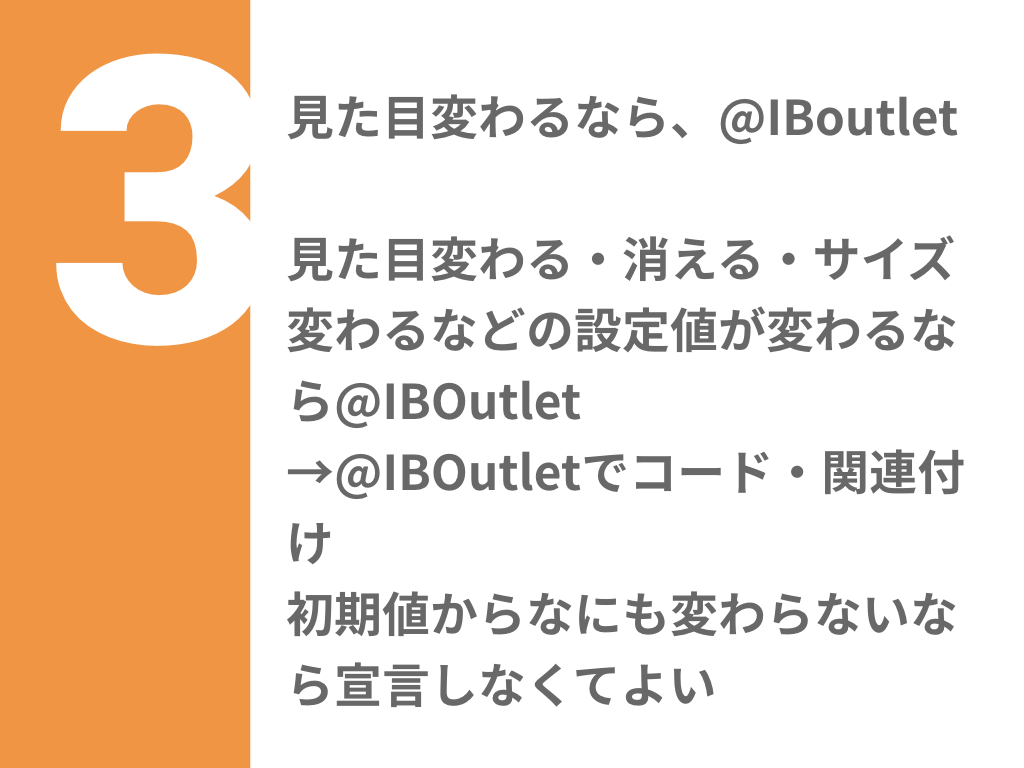 3
見た目変わるなら、@IBoutlet
見た目変わる・消える・サイズ
変わるなどの設定値が変わるな
ら@IBOutlet
→@IBOutletでコード・関連付
け
初期値からなにも変わらないな
ら宣言しなくてよい